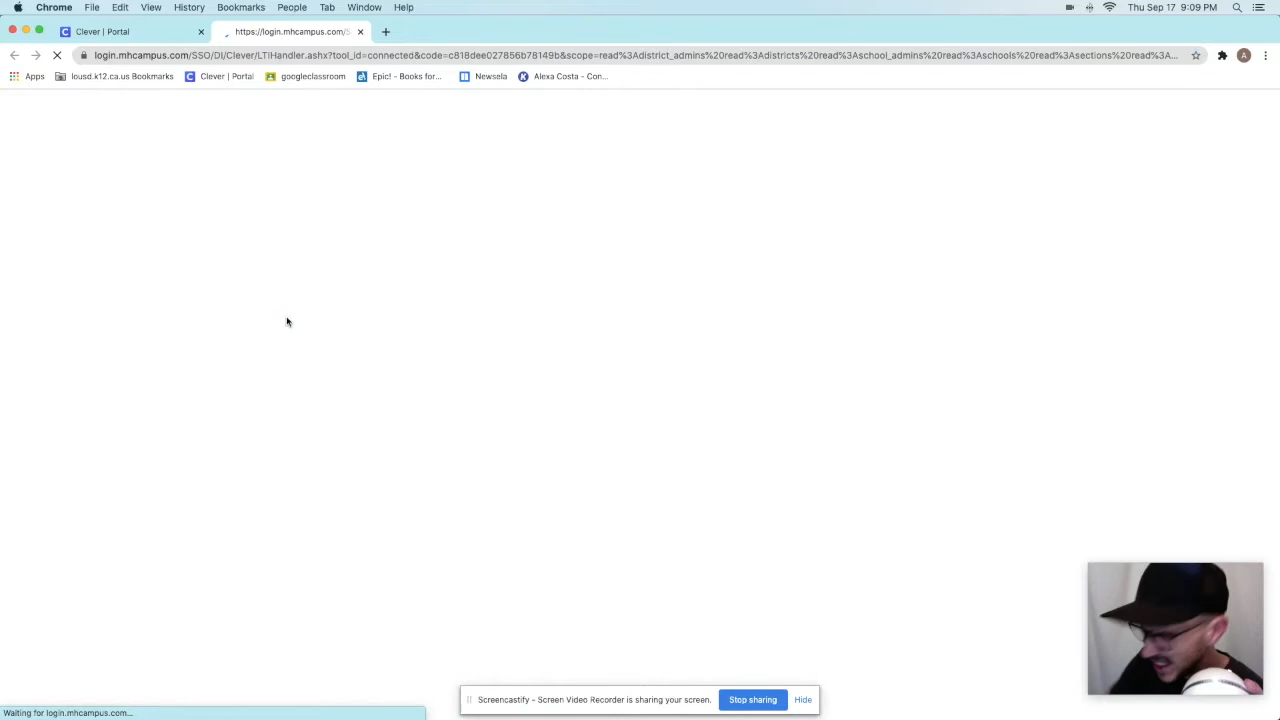 Chrome File Edit View History Bookmarks People Tab Window Help Thu Sep 17 9:09 PM
Clever | Portal https://login.mhcampus.com/S
login.mhcampus.com/SSO/DI/Clever/LTIHandler.ashx?tool_id=connected&code=c818dee027856b78149b&scope=read%3Adistrict_admins%20read%3Adistricts%20read%3Aschool_admins%20read%3Aschools%20read%3Asections%20read%3A... A
Apps lousd.k12.ca.us Bookmarks Clever | Portal googleclassroom Epic! - Books for... Newsela Alexa Costa - Con...
Screencastify - Screen Video Recorder is sharing your screen. Stop sharing Hide
Waiting for login.mhcampus.com...